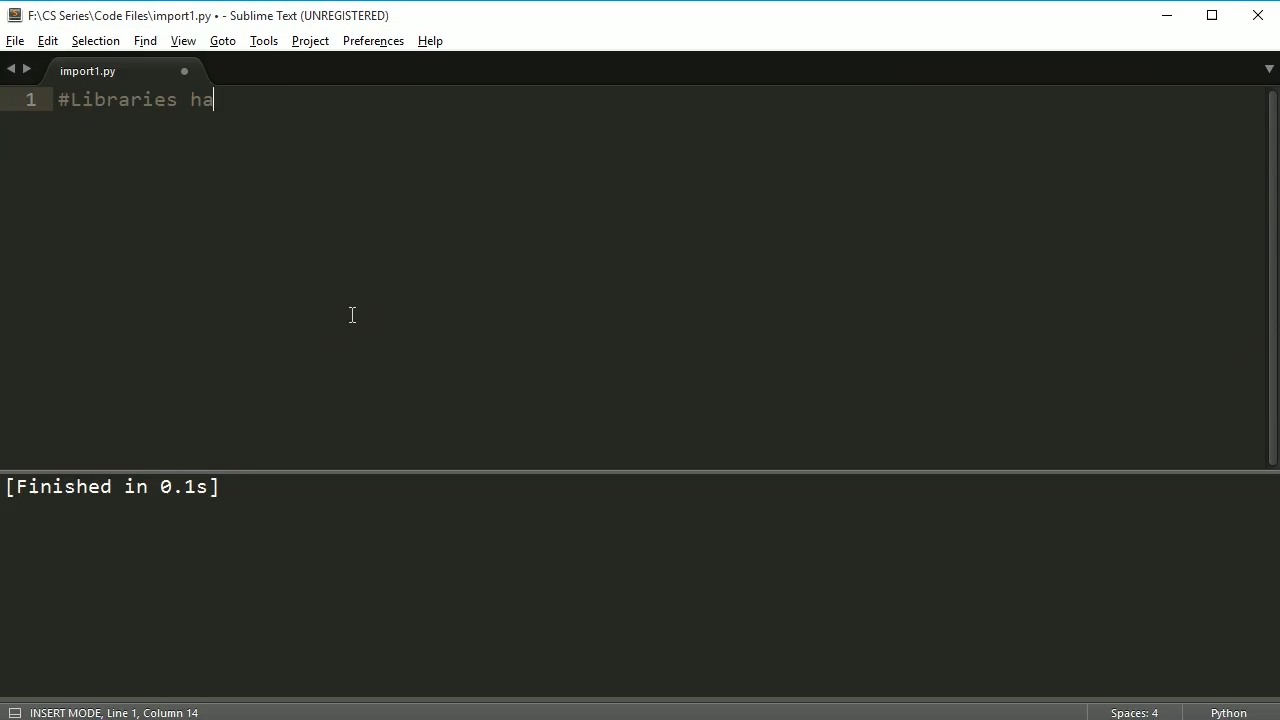 F:\CS Series\Code Files\import1.py • - Sublime Text (UNREGISTERED)
File Edit Selection Find View Goto Tools Project Preferences Help
import1.py
1 #Libraries ha
[Finished in 0.1s]
INSERT MODE, Line 1, Column 14 Spaces: 4 Python